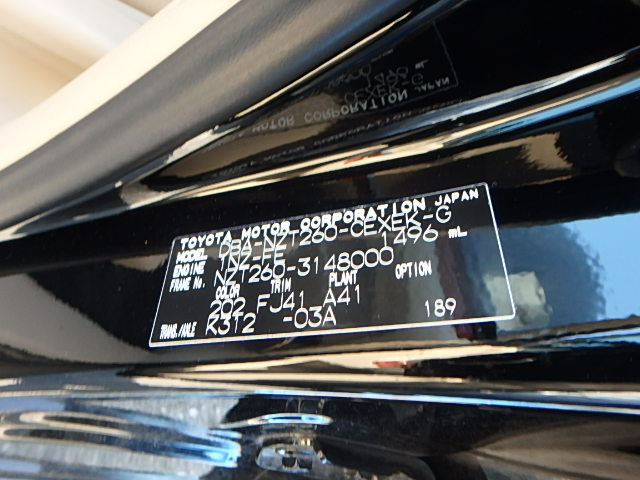 TOYOTA MOTOR CORPORATION JAPAN
MODEL DBA-NZT260-CEXEK-G
ENGINE 1NZ-FE 1496 mL
FRAME No. NZT260-3148000
COLOR TRIM PLANT OPTION
202 FJ41 A41
TRANS./AXLE K312 -03A 189